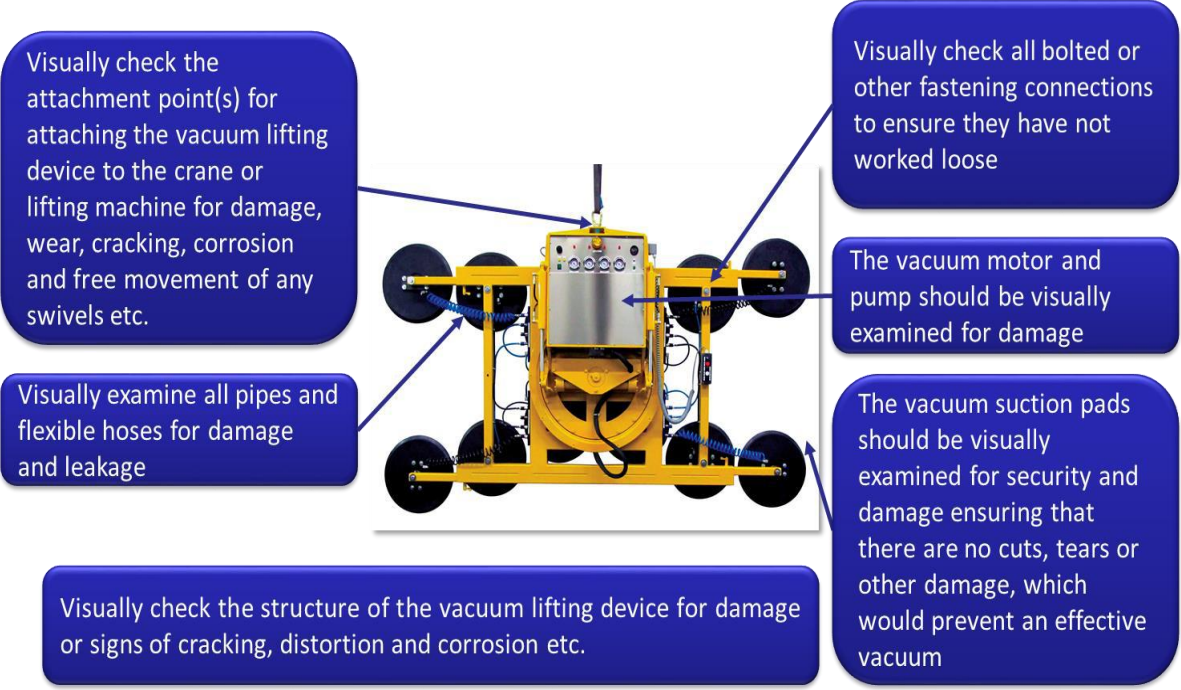 Visually check the
attachment point(s) for
attaching the vacuum lifting
device to the crane or
lifting machine for damage,
wear, cracking, corrosion
and free movement of any
swivels etc.
Visually examine all pipes and
flexible hoses for damage
and leakage
Visually check all bolted or
other fastening connections
to ensure they have not
worked loose
The vacuum motor and
pump should be visually
examined for damage
The vacuum suction pads
should be visually
examined for security and
damage ensuring that
there are no cuts, tears or
other damage, which
would prevent an effective
vacuum
Visually check the structure of the vacuum lifting device for damage
or signs of cracking, distortion and corrosion etc.